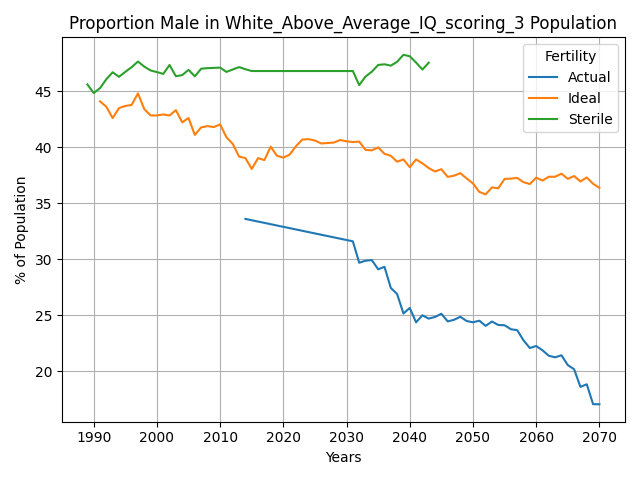 Proportion Male in White_Above_Average_IQ_scoring_3 Population
% of Population
45
40
35
30
25
20
Fertility
Actual
Ideal
Sterile
1990 2000 2010 2020 2030 2040 2050 2060 2070
Years